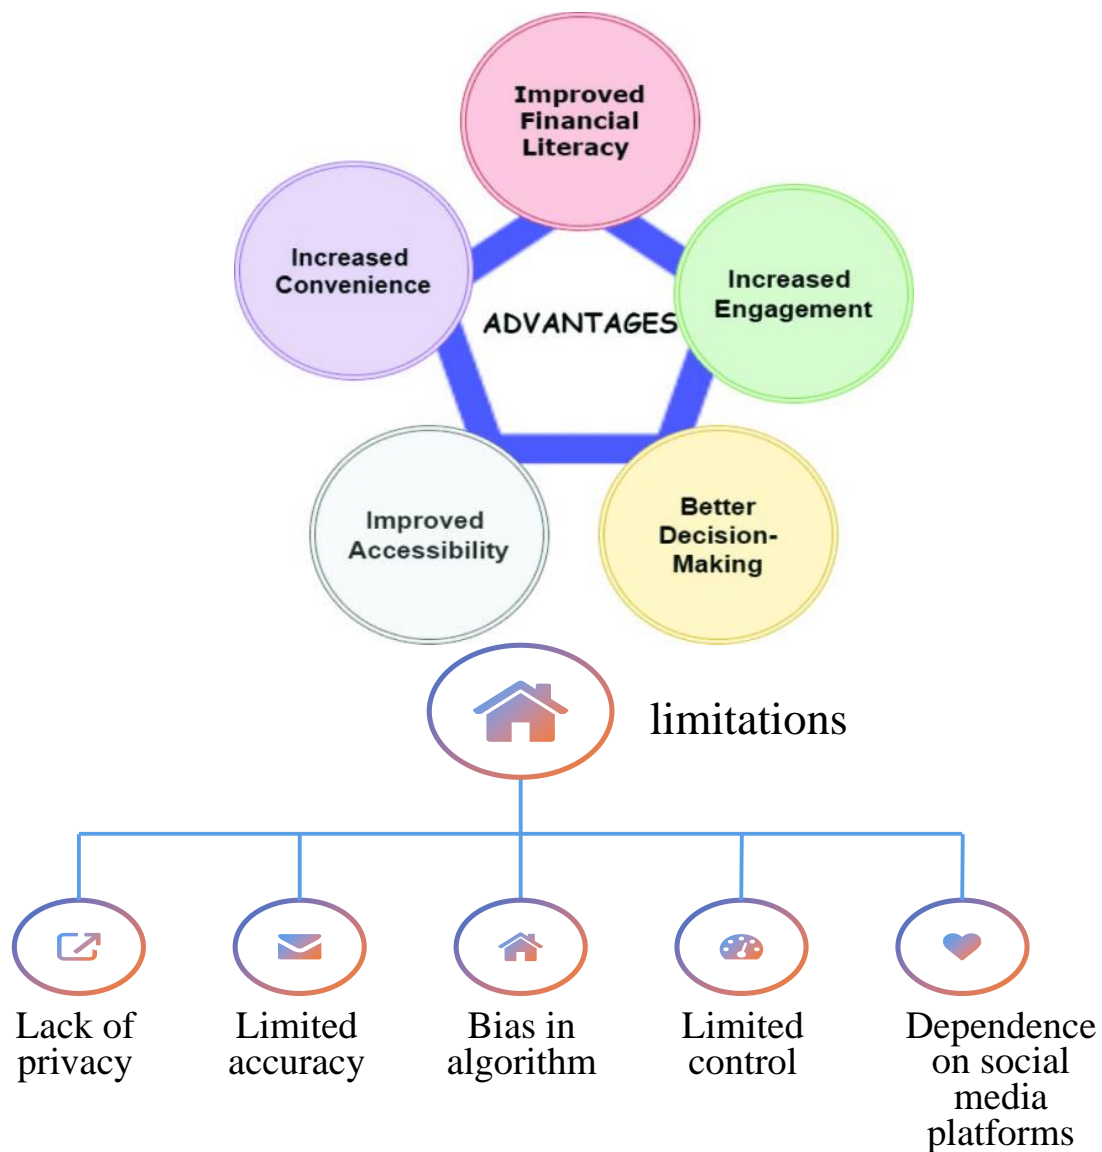 Improved
Financial
Literacy
Increased
Convenience
Increased
Engagement
ADVANTAGES
Improved
Accessibility
Better
Decision-
Making
limitations
Lack of
privacy
Limited
accuracy
Bias in
algorithm
Limited
control
Dependence
on social
media
platforms